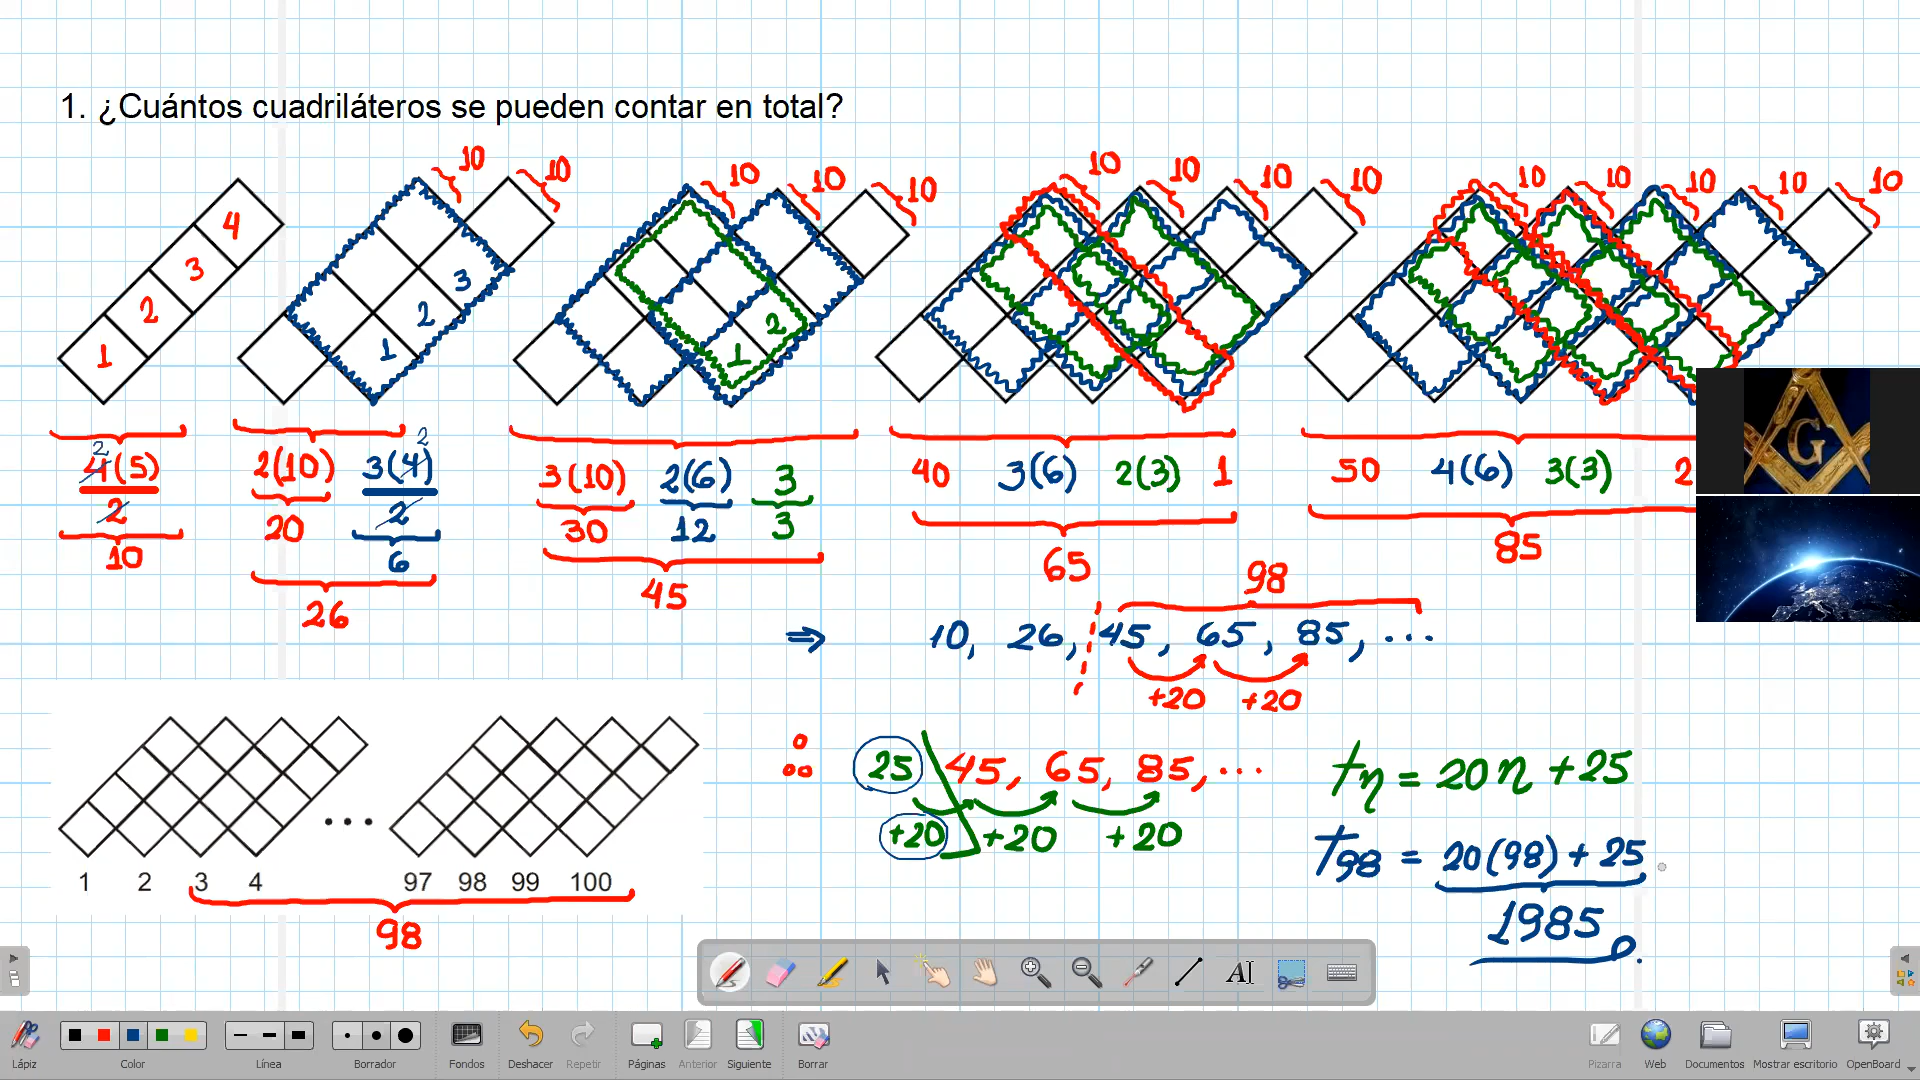 1. ¿Cuántos cuadriláteros se pueden contar en total?
10 10 10 10 10 10 10 10 10 10 10 10 10 10
1 2 3 4
1 2 3
1 2
2 2
4(5) 2(10) 3(4) 3(10) 2(6) 3 40 3(6) 2(3) 1 50 4(6) 3(3) 2
2 20 2 30 12 3
10 6 65 85
26 45 98
⇒ 10, 26, 45, 65, 85, ...
+20 +20
∴ 25 45, 65, 85, ...
+20 +20 +20
tn = 20n + 25
t98 = 20(98) + 25
1985
...
1 2 3 4 97 98 99 100
98
G
AI
Lápiz Color Línea Borrador Fondos Deshacer Repetir Páginas Anterior Siguiente Borrar Pizarra Web Documentos Mostrar escritorio OpenBoard